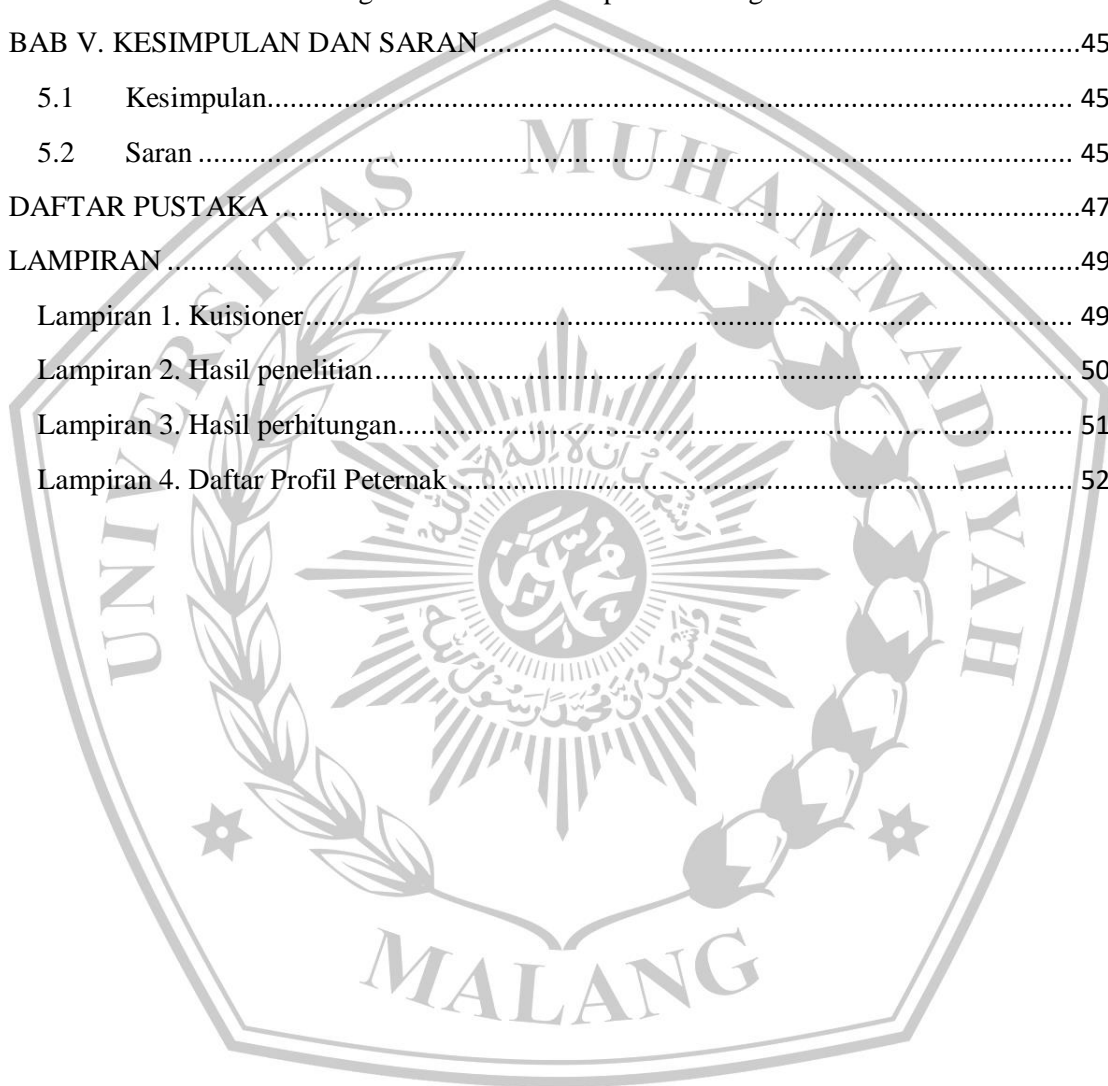 BAB V. KESIMPULAN DAN SARAN ........................................................................45
5.1 Kesimpulan........................................................................ 45
5.2 Saran ........................................................................ 45
DAFTAR PUSTAKA ........................................................................47
LAMPIRAN ........................................................................49
Lampiran 1. Kuisioner........................................................................ 49
Lampiran 2. Hasil penelitian........................................................................ 50
Lampiran 3. Hasil perhitungan........................................................................ 51
Lampiran 4. Daftar Profil Peternak ........................................................................ 52
UNIVERSITAS MUHAMMADIYAH
MALANG